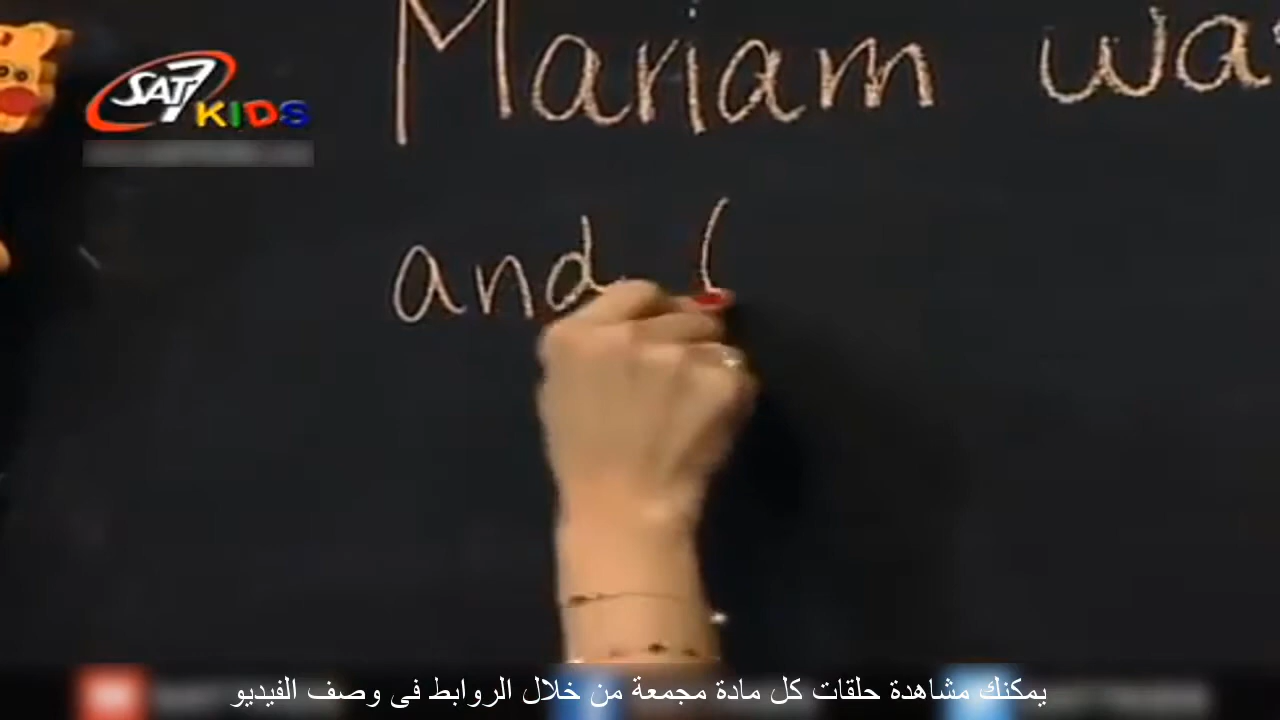 Mariam wa
SAT7
KIDS
and (
يمكنك مشاهدة حلقات كل مادة مجمعة من خلال الروابط فى وصف الفيديو